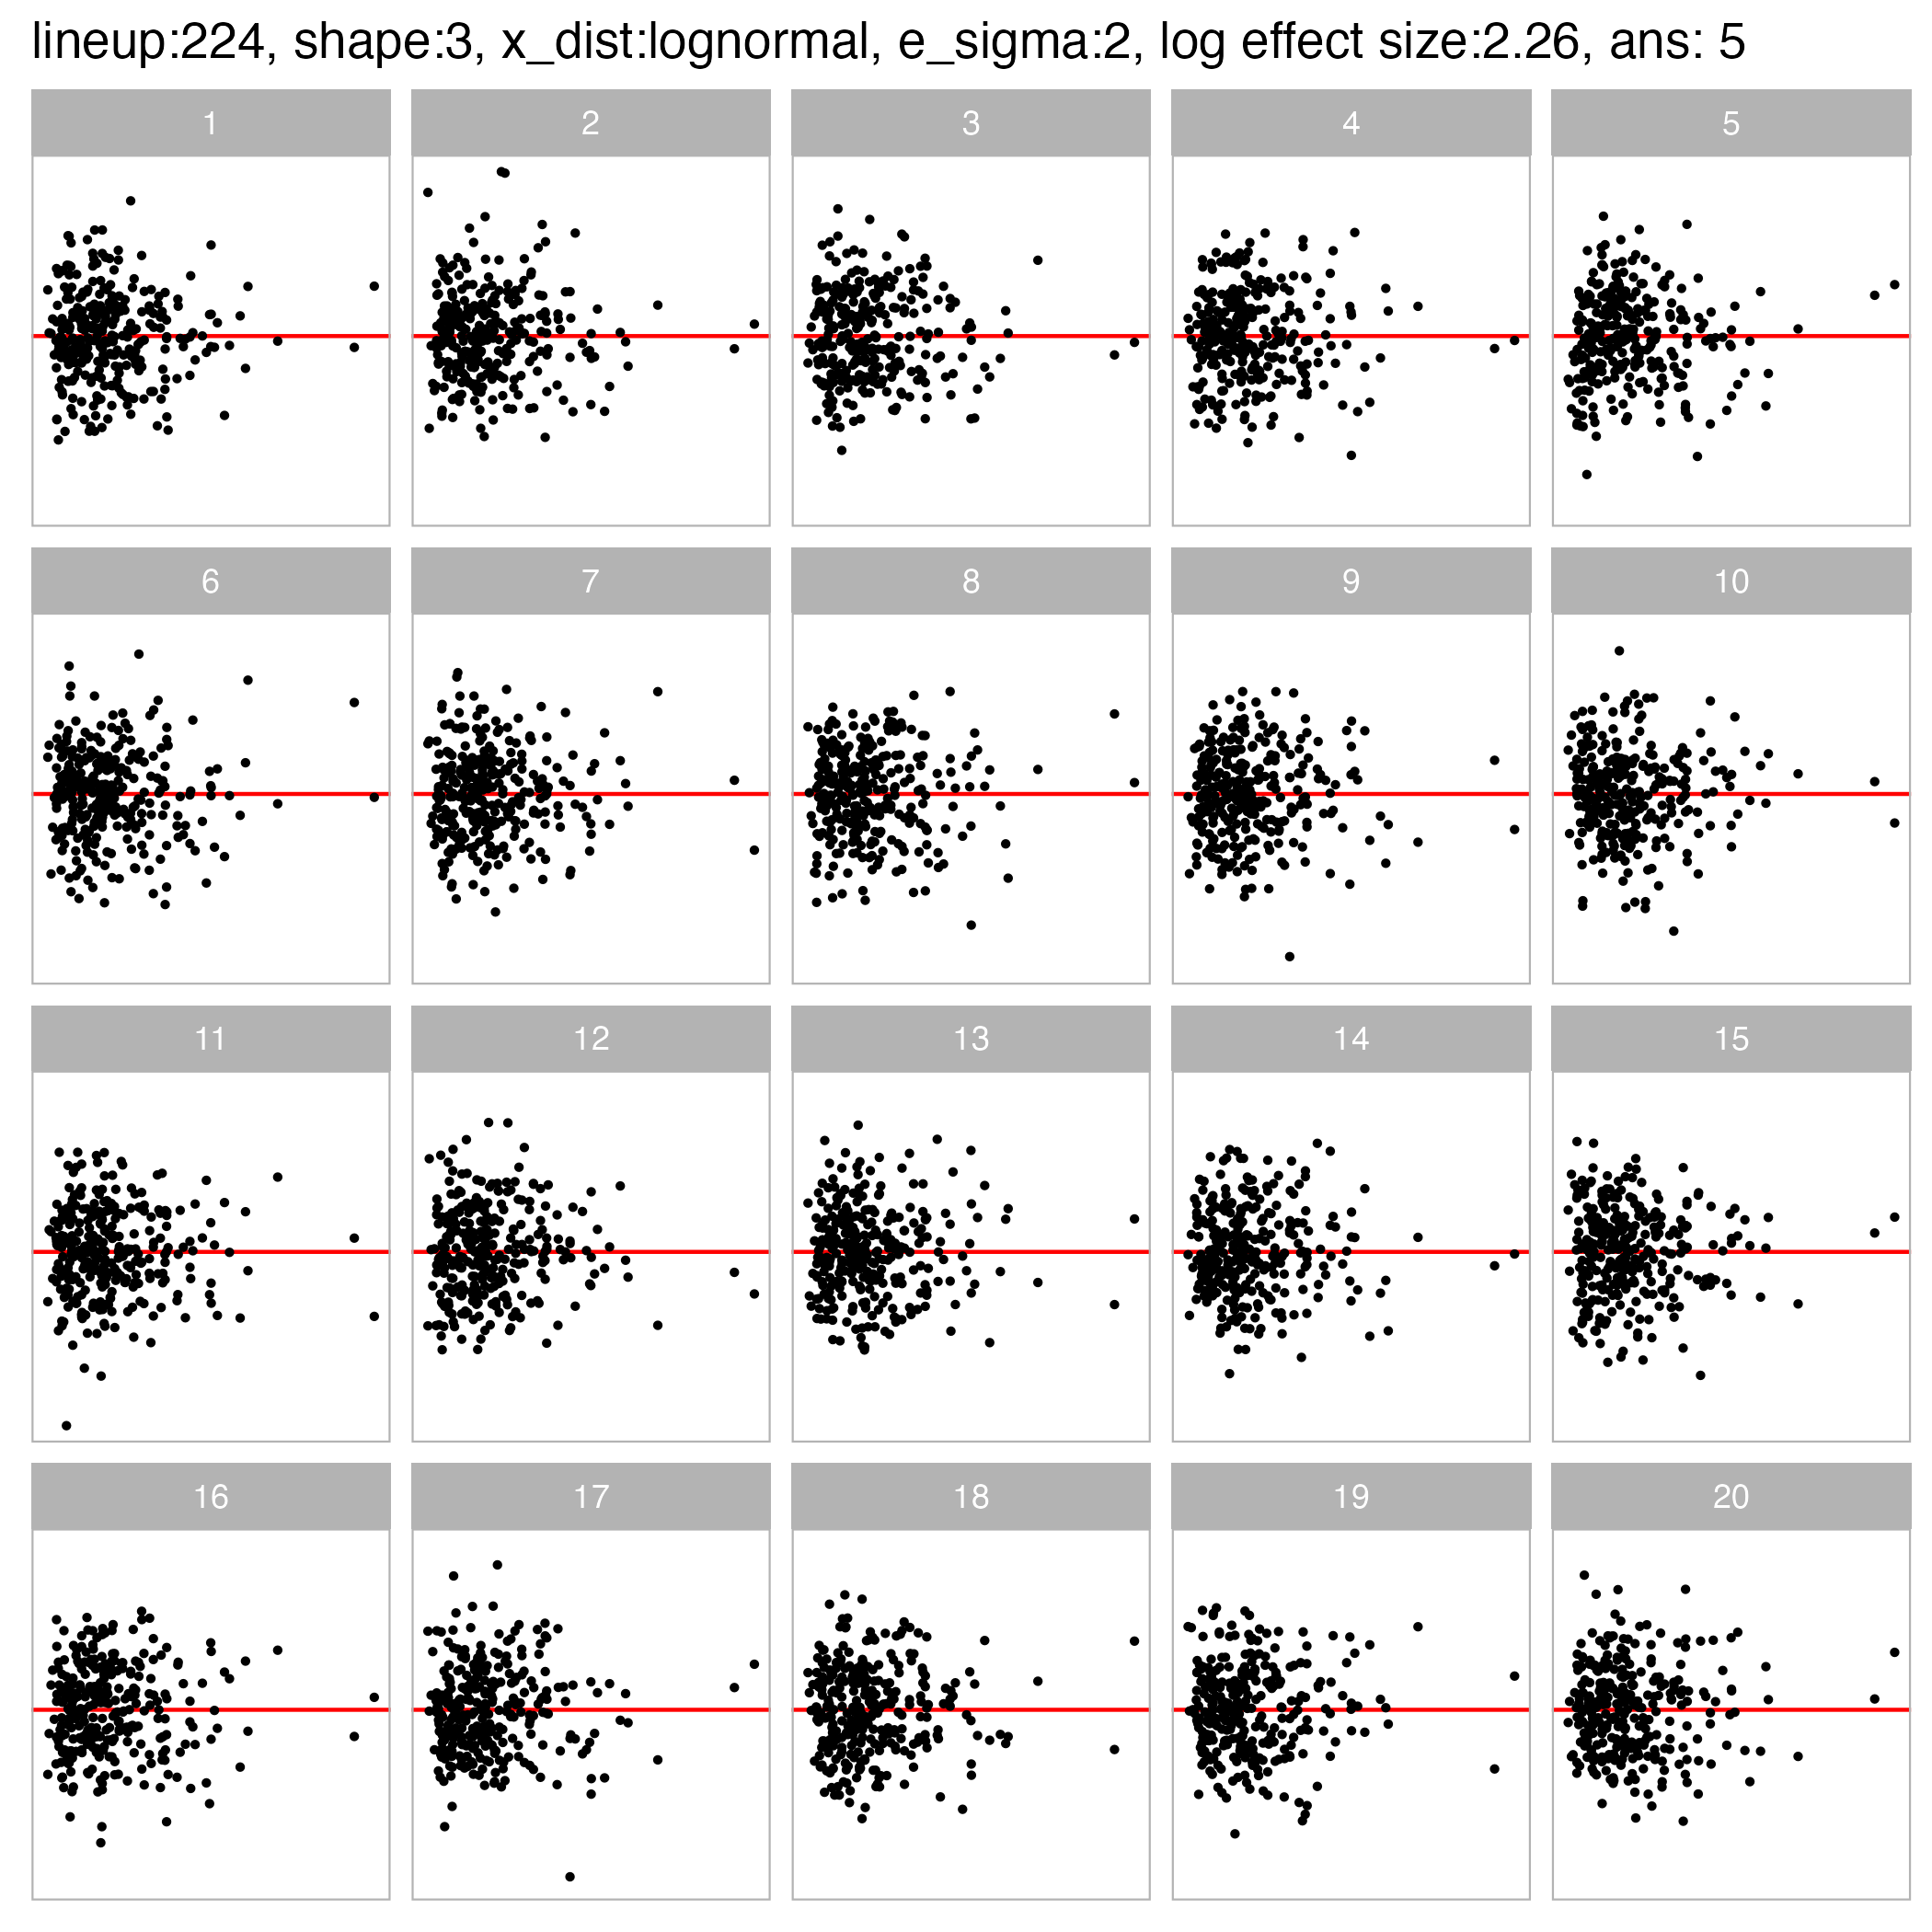 lineup:224, shape:3, x_dist:lognormal, e_sigma:2, log effect size:2.26, ans: 5
1 2 3 4 5
6 7 8 9 10
11 12 13 14 15
16 17 18 19 20